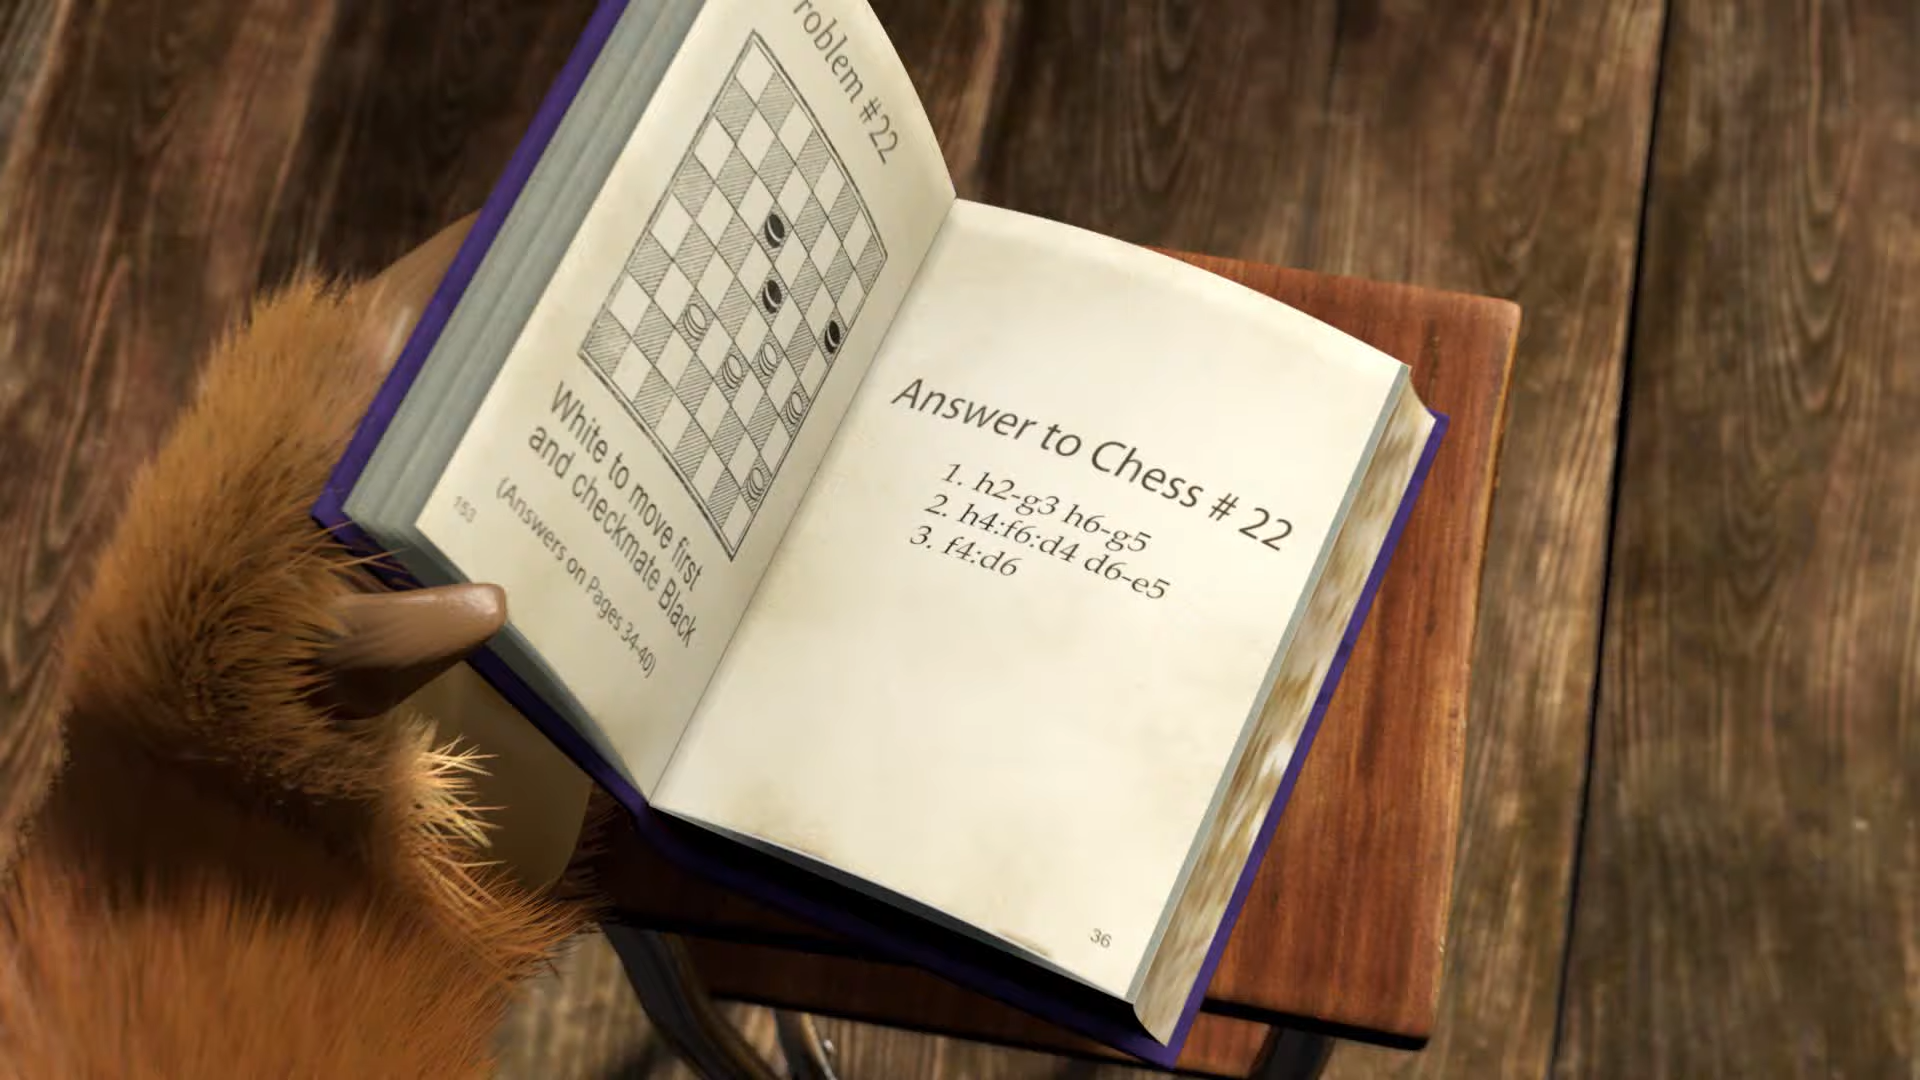 roblem #22
White to move first
and checkmate Black
(Answers on Pages 34-40)
153
Answer to Chess # 22
1. h2-g3 h6-g5
2. h4:f6:d4 d6-e5
3. f4:d6
36